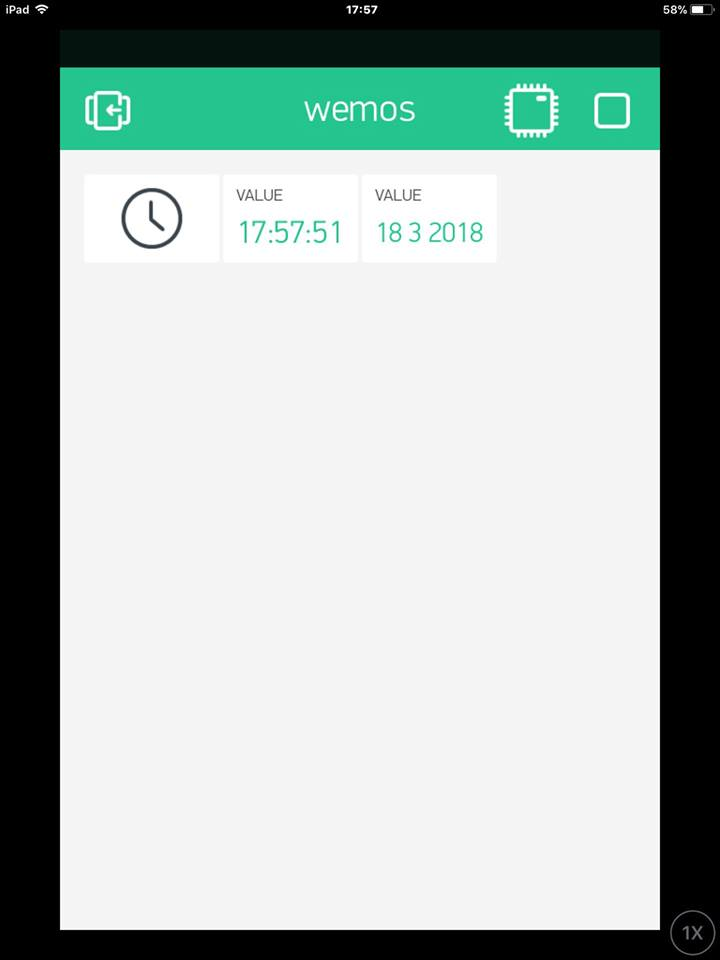 iPad 17:57 58%
wemos
VALUE VALUE
17:57:51 18 3 2018
1X